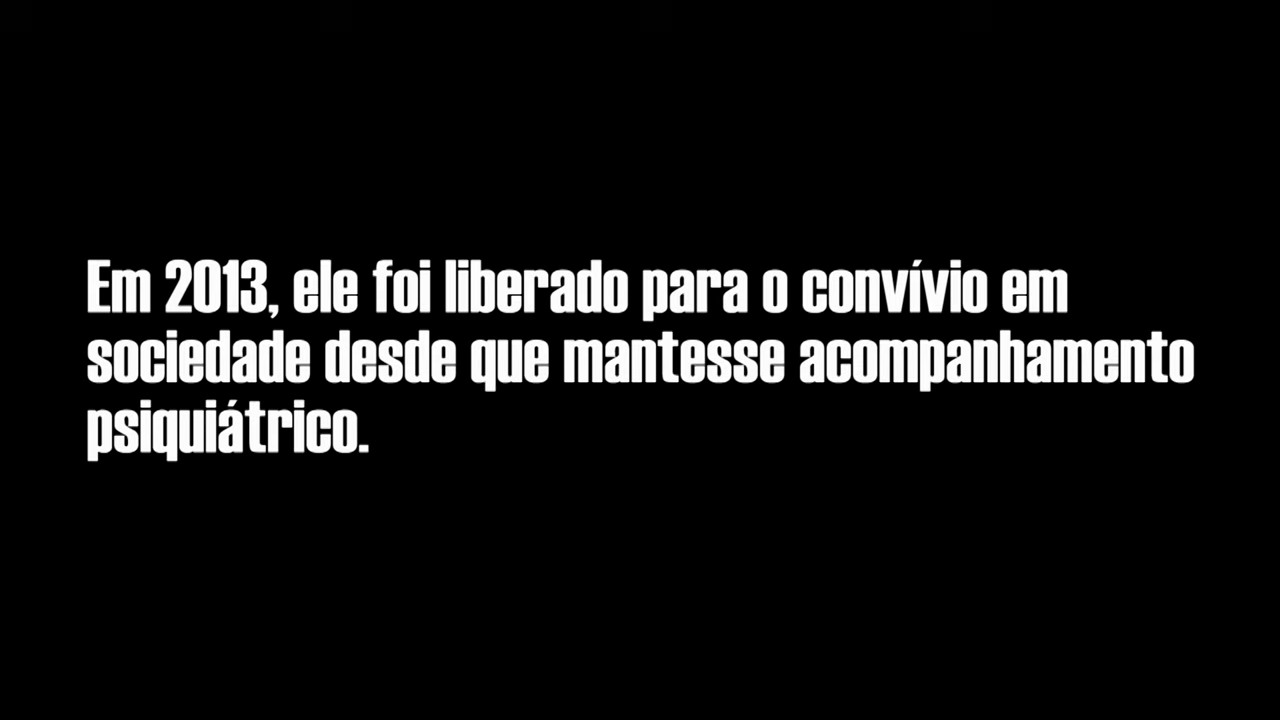 Em 2013, ele foi liberado para o convívio em
sociedade desde que mantesse acompanhamento
psiquiátrico.